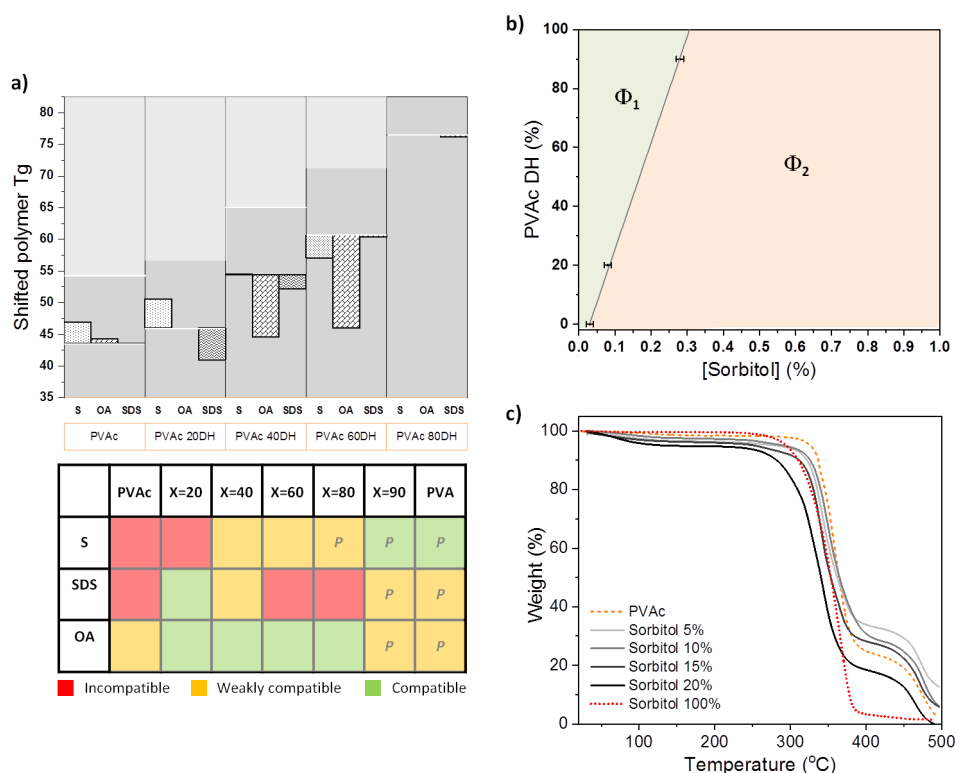 a)
Shifted polymer Tg
75
70
65
60
55
50
45
40
35
S OA SDS S OA SDS S OA SDS S OA SDS S OA SDS
PVAc PVAc 20DH PVAc 40DH PVAc 60DH PVAc 80DH
PVAc X=20 X=40 X=60 X=80 X=90 PVA
S P P P
SDS P P
OA P P
Incompatible Weakly compatible Compatible
b)
PVAc DH (%)
100
80
60
40
20
0
Φ1
Φ2
0.0 0.1 0.2 0.3 0.4 0.5 0.6 0.7 0.8 0.9 1.0
[Sorbitol] (%)
c)
Weight (%)
100
80
60
40
20
0
PVAc
Sorbitol 5%
Sorbitol 10%
Sorbitol 15%
Sorbitol 20%
Sorbitol 100%
100 200 300 400 500
Temperature (°C)